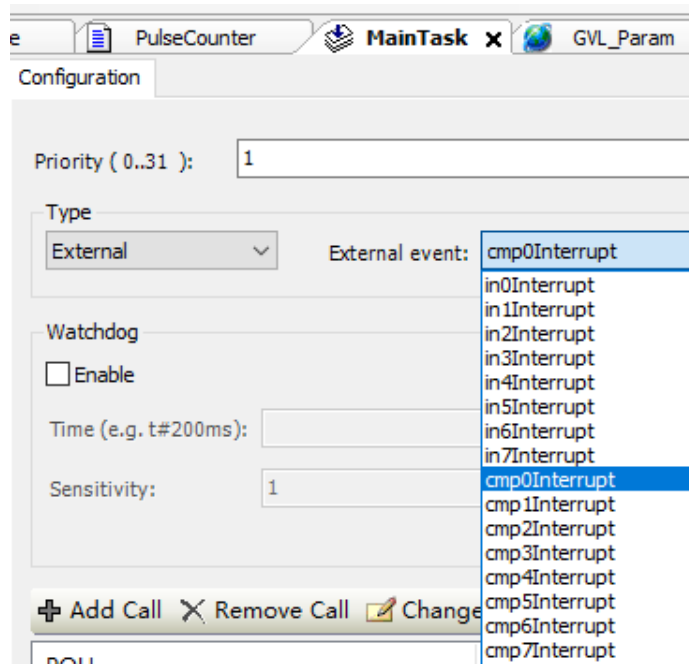 e PulseCounter MainTask GVL_Param
Configuration
Priority ( 0..31 ): 1
Type
External External event: cmp0Interrupt
in0Interrupt
in1Interrupt
in2Interrupt
in3Interrupt
in4Interrupt
in5Interrupt
in6Interrupt
in7Interrupt
cmp0Interrupt
cmp1Interrupt
cmp2Interrupt
cmp3Interrupt
cmp4Interrupt
cmp5Interrupt
cmp6Interrupt
cmp7Interrupt
Watchdog
Enable
Time (e.g. t#200ms):
Sensitivity: 1
Add Call Remove Call Change
POU